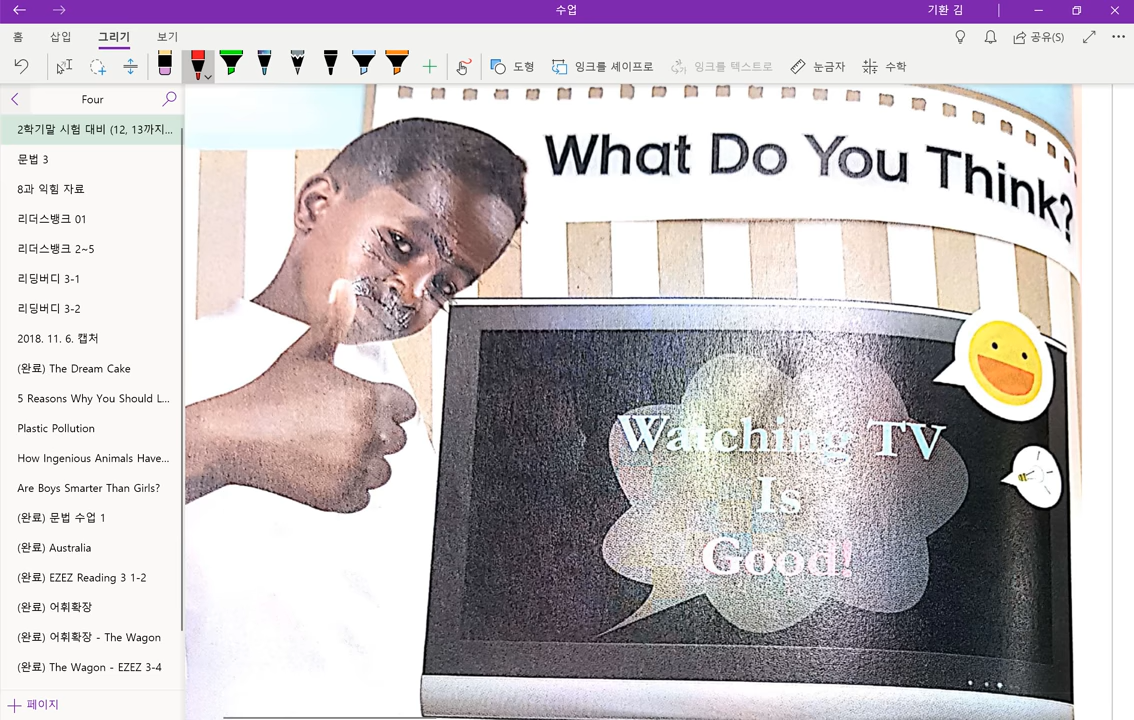 수업
기환 김
홈
삽입
그리기
보기
공유(S)
도형
잉크를 셰이프로
잉크를 텍스트로
눈금자
수학
Four
2학기말 시험 대비 (12, 13까지...
문법 3
8과 익힘 자료
리더스뱅크 01
리더스뱅크 2~5
리딩버디 3-1
리딩버디 3-2
2018. 11. 6. 캡처
(완료) The Dream Cake
5 Reasons Why You Should L...
Plastic Pollution
How Ingenious Animals Have...
Are Boys Smarter Than Girls?
(완료) 문법 수업 1
(완료) Australia
(완료) EZEZ Reading 3 1-2
(완료) 어휘확장
(완료) 어휘확장 - The Wagon
(완료) The Wagon - EZEZ 3-4
페이지
What Do You Think?
Watching TV
Is
Good!